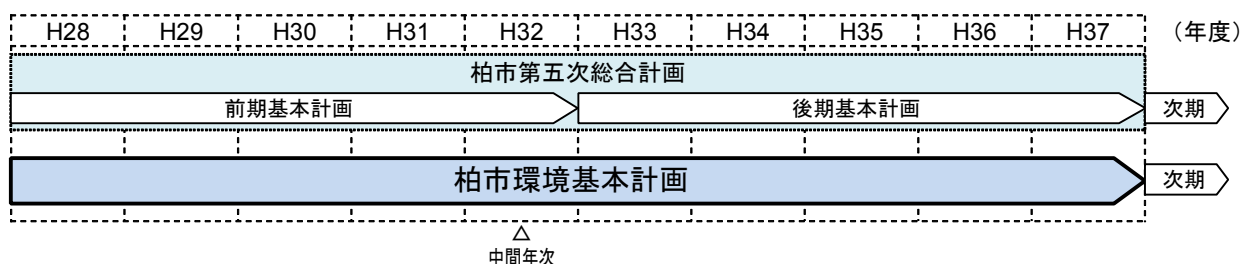 H28 H29 H30 H31 H32 H33 H34 H35 H36 H37 （年度）
柏市第五次総合計画
前期基本計画 後期基本計画 次期
柏市環境基本計画 次期
△
中間年次